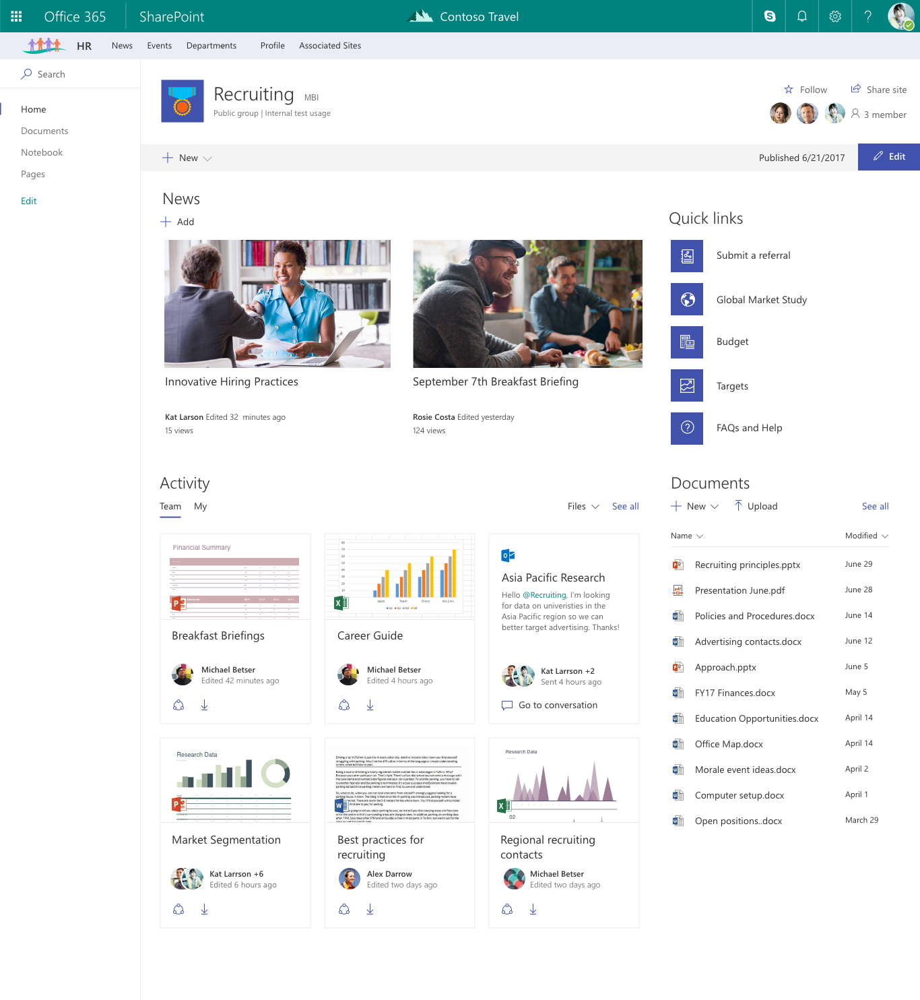 Office 365
SharePoint
Contoso Travel
HR
News
Events
Departments
Profile
Associated Sites
Search
Home
Documents
Notebook
Pages
Edit
Recruiting MBI
Public group | Internal test usage
Follow
Share site
3 member
New
Published 6/21/2017
Edit
News
Add
Innovative Hiring Practices
Kat Larson Edited 32 minutes ago
15 views
September 7th Breakfast Briefing
Rosie Costa Edited yesterday
124 views
Quick links
Submit a referral
Global Market Study
Budget
Targets
FAQs and Help
Activity
Team
My
Files
See all
Financial Summary
Breakfast Briefings
Michael Betser
Edited 42 minutes ago
Career Guide
Michael Betser
Edited 4 hours ago
Asia Pacific Research
Hello @Recruiting, I'm looking
for data on univeristies in the
Asia Pacific region so we can
better target advertising. Thanks!
Kat Larrson +2
Sent 4 hours ago
Go to conversation
Research Data
Market Segmentation
Kat Larrson +6
Edited 6 hours ago
Best practices for
recruiting
Alex Darrow
Edited two days ago
Research Data
02
Regional recruiting
contacts
Michael Betser
Edited two days ago
Documents
New
Upload
See all
Name
Modified
Recruiting principles.pptx June 29
Presentation June.pdf June 28
Policies and Procedures.docx June 14
Advertising contacts.docx June 12
Approach.pptx June 5
FY17 Finances.docx May 5
Education Opportunities.docx April 14
Office Map.docx April 14
Morale event ideas.docx April 2
Computer setup.docx April 1
Open positions..docx March 29